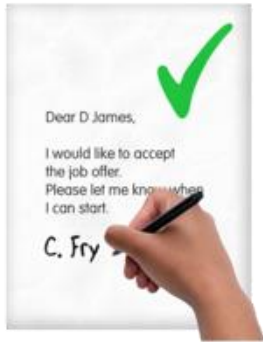 Dear D James,
I would like to accept
the job offer.
Please let me know when
I can start.
C. Fry